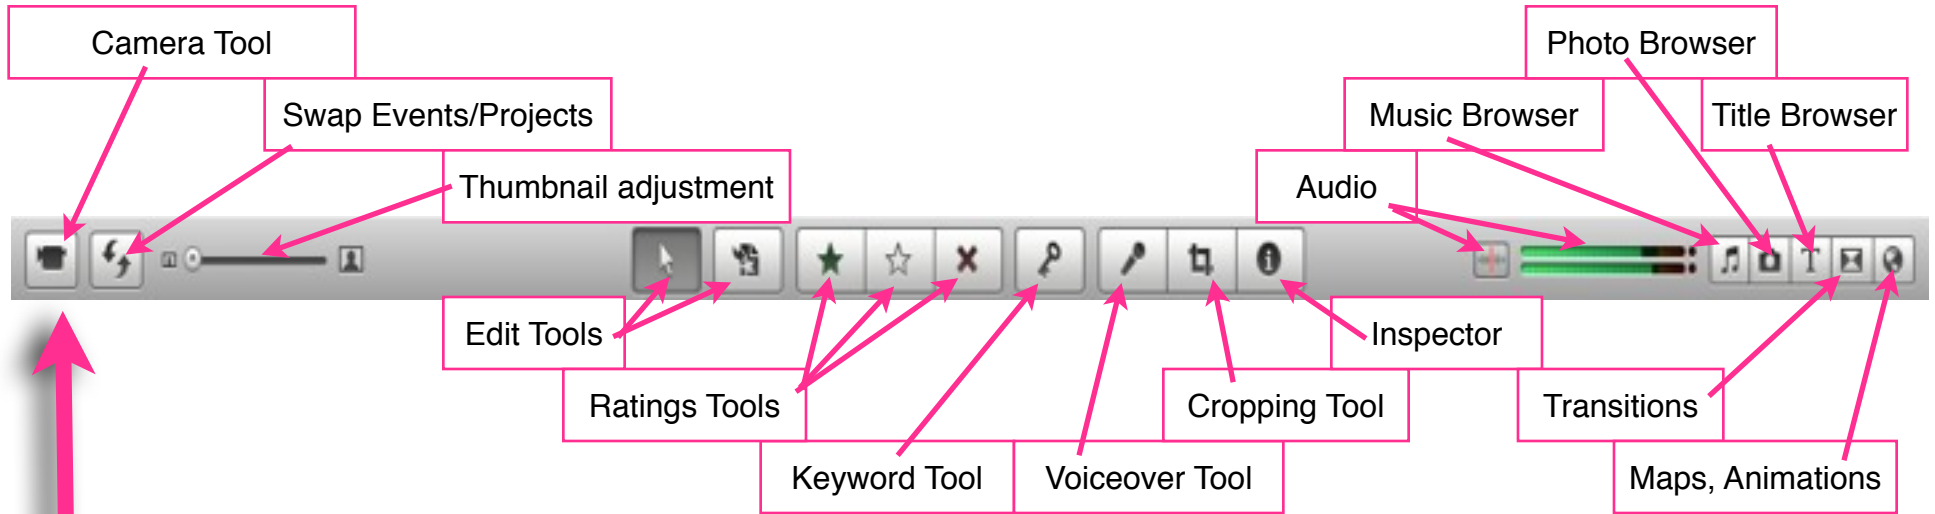 Camera Tool
Photo Browser
Swap Events/Projects
Music Browser
Title Browser
Thumbnail adjustment
Audio
T
Edit Tools
Inspector
Ratings Tools
Cropping Tool
Transitions
Keyword Tool
Voiceover Tool
Maps, Animations